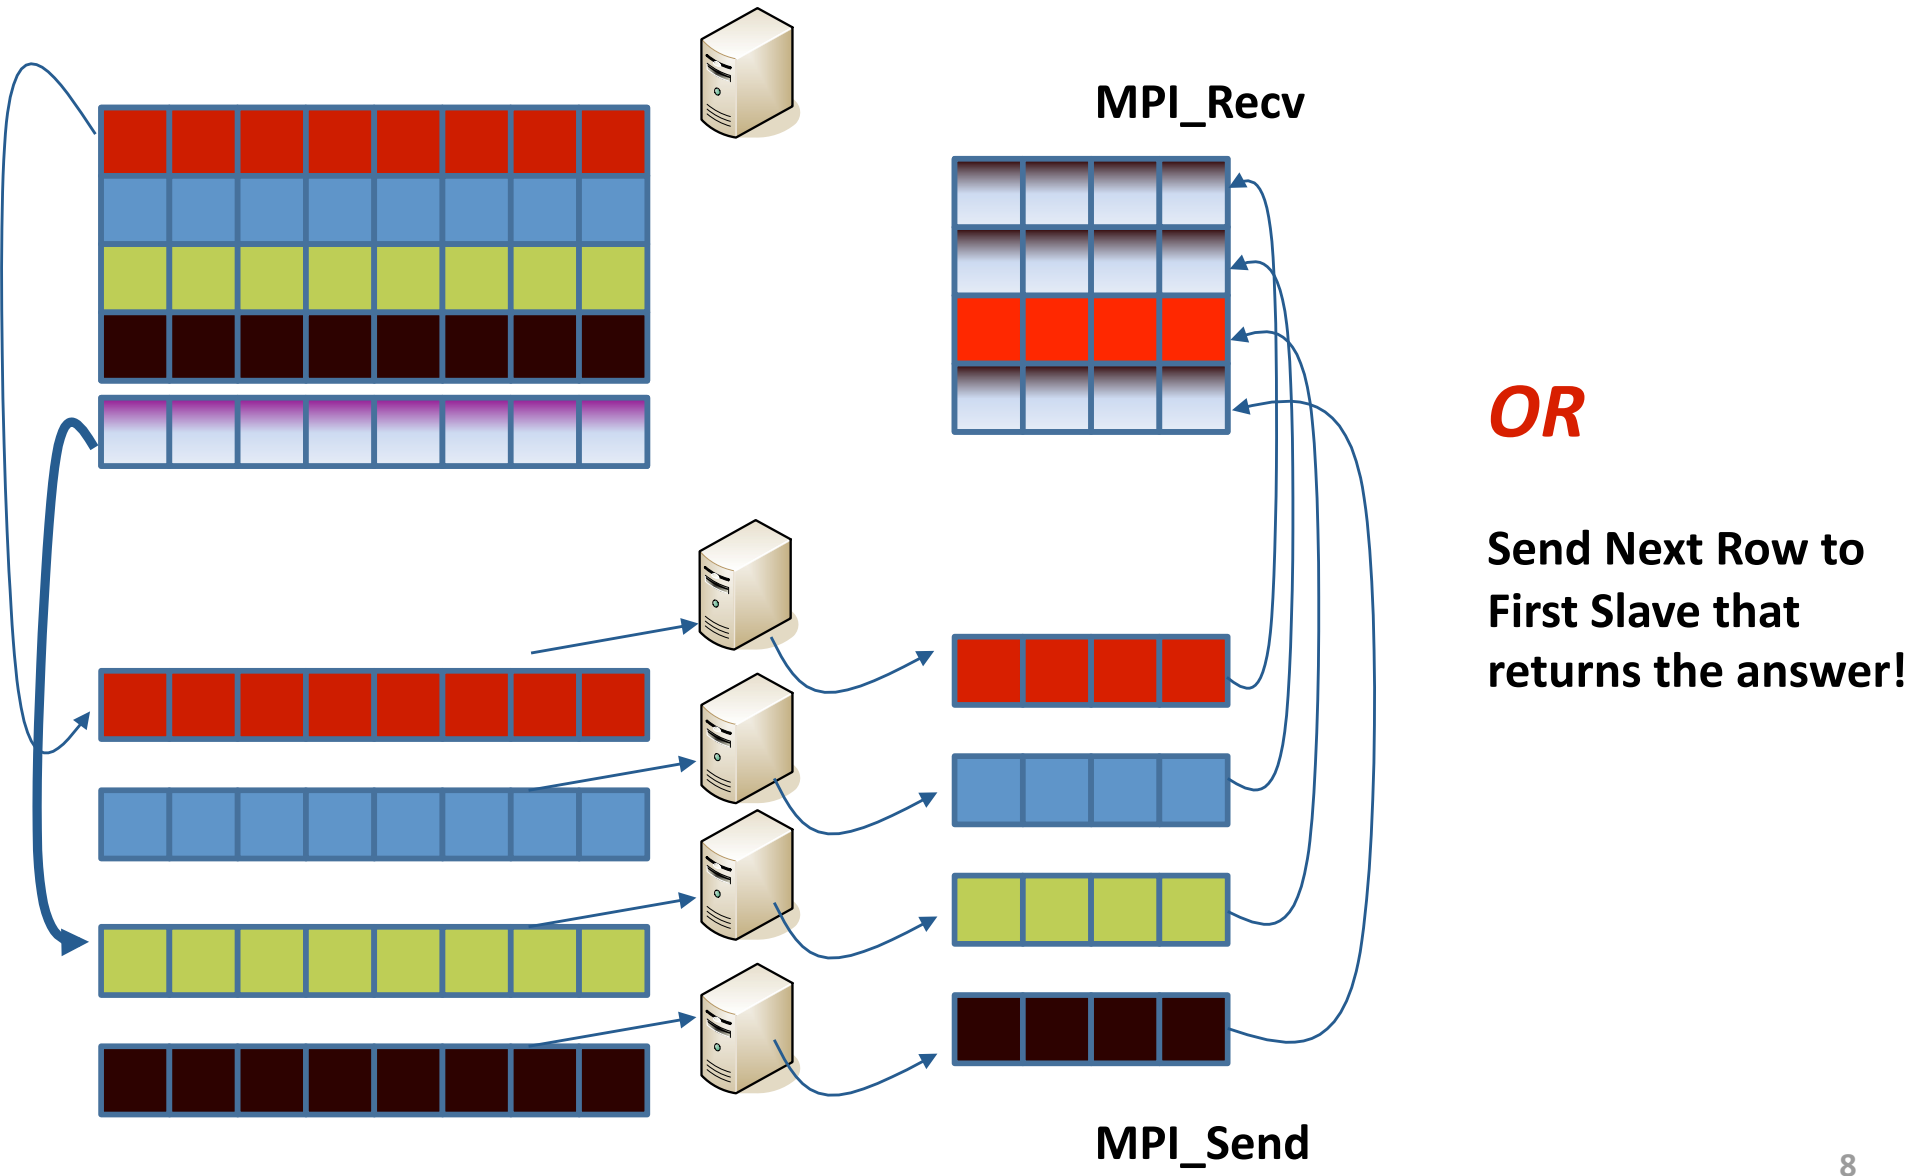 MPI_Recv
OR
Send Next Row to
First Slave that
returns the answer!
MPI_Send
8